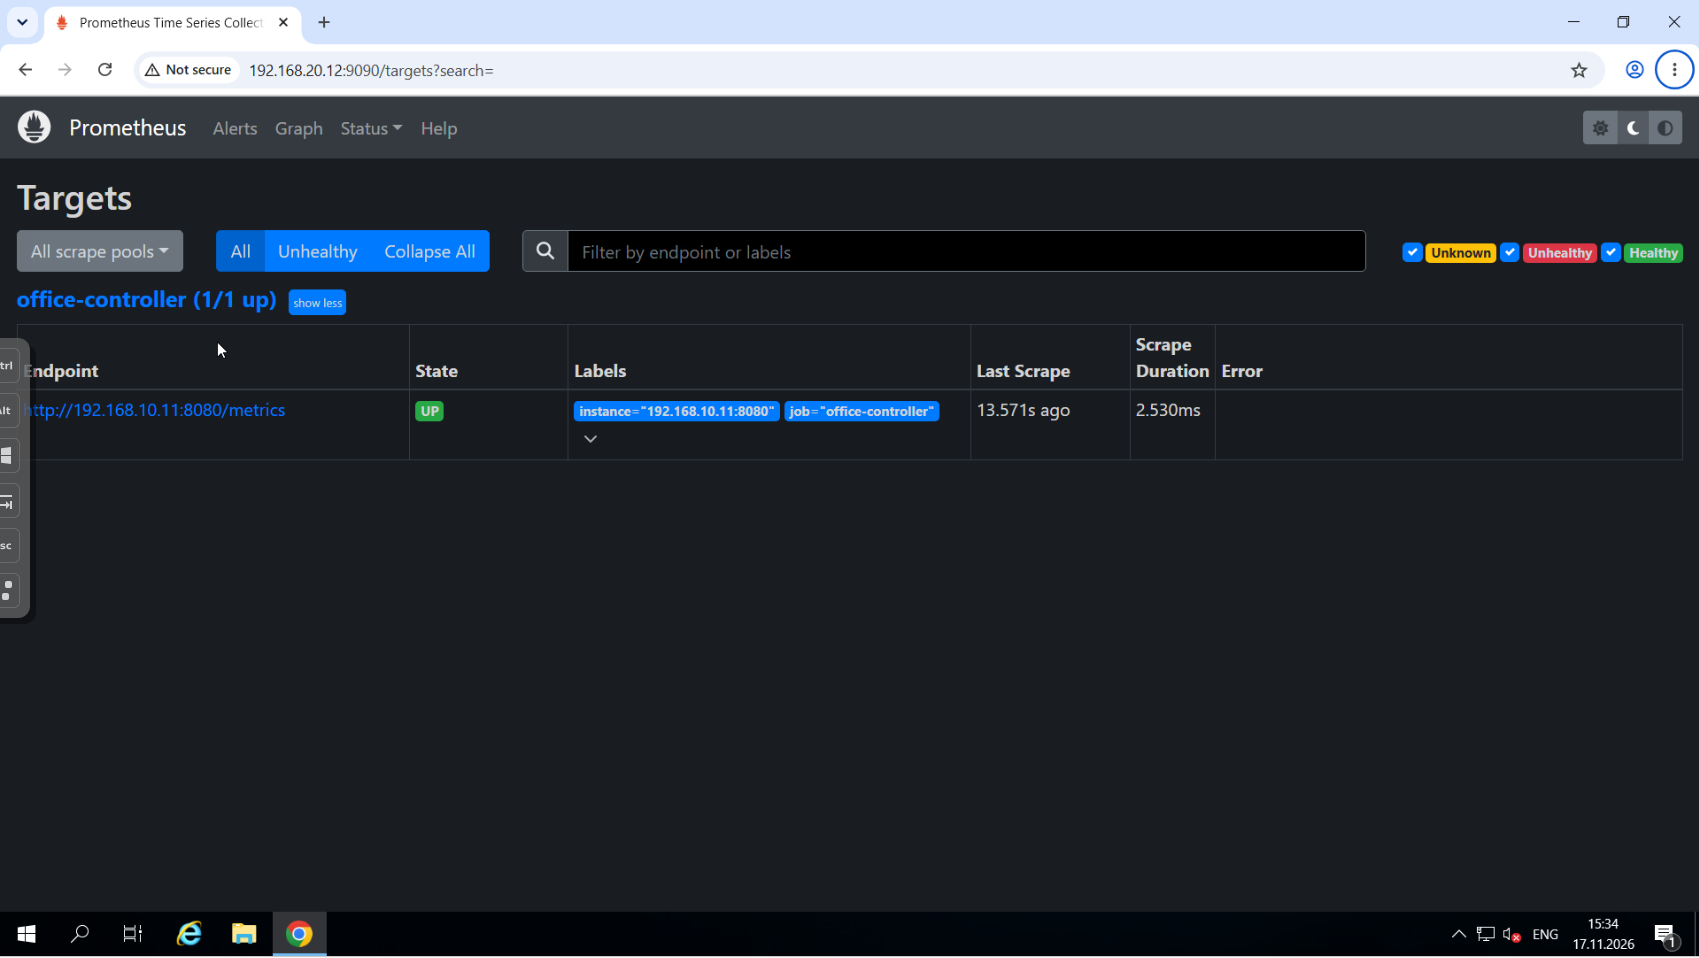 Prometheus Time Series Collect
Not secure 192.168.20.12:9090/targets?search=
Prometheus Alerts Graph Status Help
Targets
All scrape pools All Unhealthy Collapse All Filter by endpoint or labels Unknown Unhealthy Healthy
office-controller (1/1 up) show less
Endpoint State Labels Last Scrape Scrape Duration Error
http://192.168.10.11:8080/metrics UP instance="192.168.10.11:8080" job="office-controller" 13.571s ago 2.530ms
trl
lt
sc
ENG 15:34
17.11.2026
1